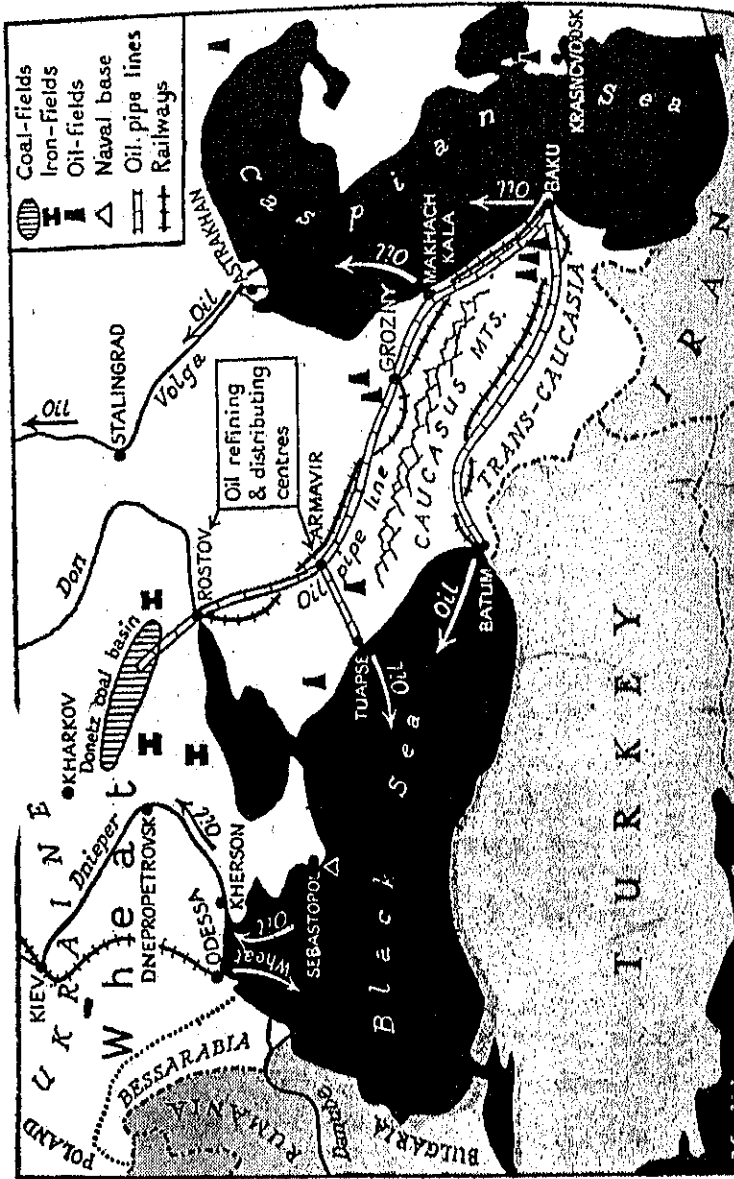 Coal-fields
Iron-fields
Oil-fields
Naval base
Oil, pipe lines
Railways
POLAND
UKRAINE
KIEV
Wheat
Dnieper
KHARKOV
Donetz coal basin
Don
Oil
STALINGRAD
Volga
Oil
ASTRAKHAN
BESSARABIA
RUMANIA
Danube
BULGARIA
ODESSA
DNEPROPETROVSK
KHERSON
Oil
Oil
Wheat
SEBASTOPOL
ROSTOV
Oil refining
& distributing
centres
ARMAVIR
Oil pipe line
TUAPSE
Oil
GROZNY
MAKHACH
KALA
Oil
Caspian
Sea
KRASNOVODSK
Oil
BAKU
CAUCASUS MTS.
TRANS-CAUCASIA
BATUM
Oil
Black Sea
TURKEY
IRAN